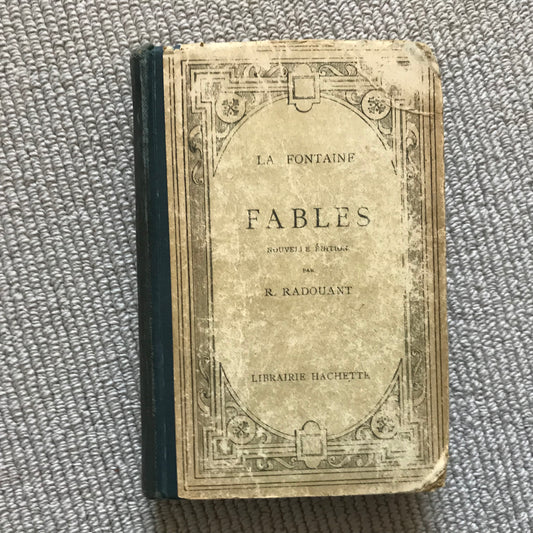 LA FONTAINE
FABLES
NOUVELLE ÉDITION
PAR
R. RADOUANT
LIBRAIRIE HACHETTE